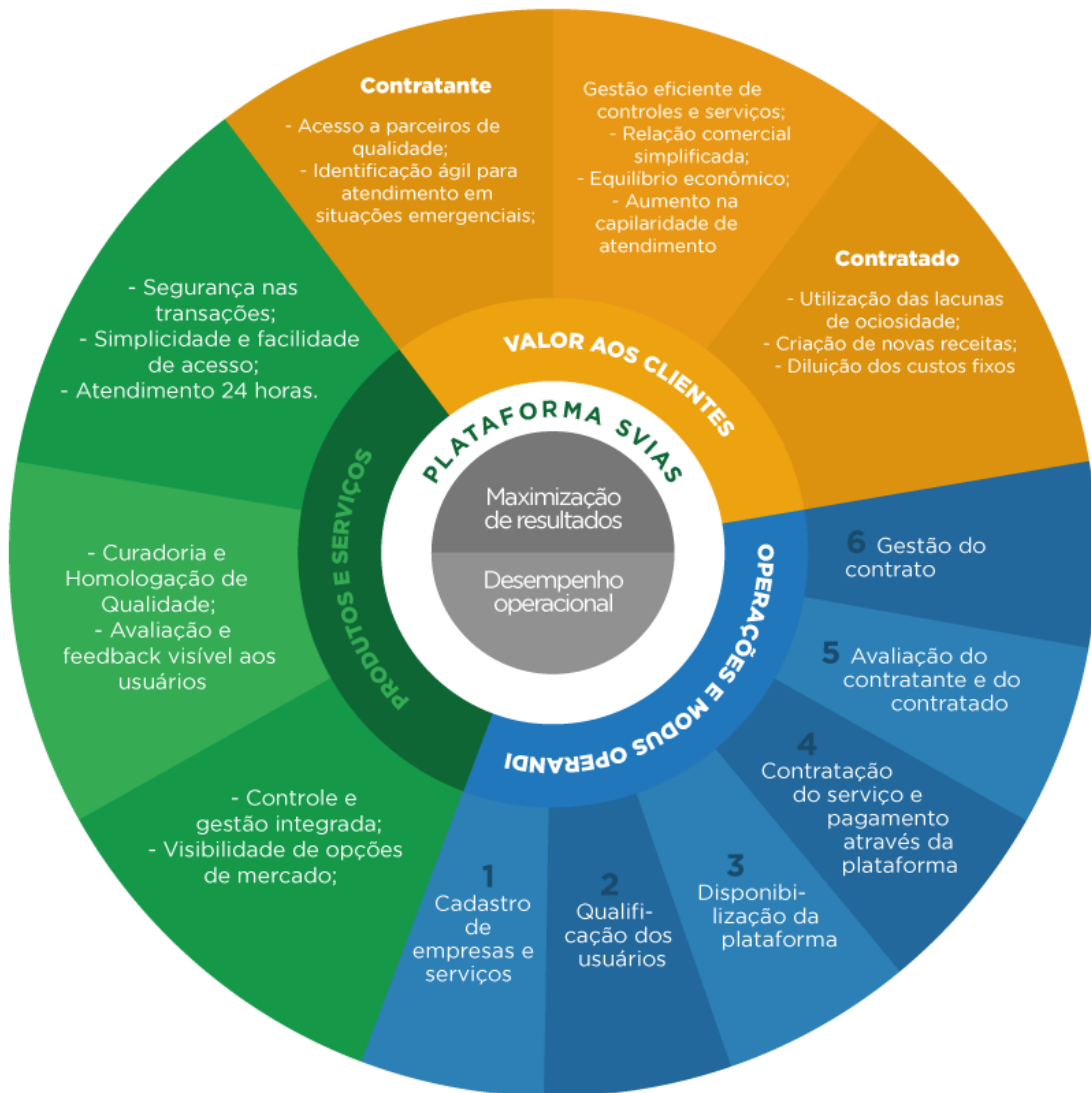 Contratante
- Acesso a parceiros de
qualidade;
- Identificação ágil para
atendimento em
situações emergenciais;
Gestão eficiente de
controles e serviços;
- Relação comercial
simplificada;
- Equilíbrio econômico;
- Aumento na
capilaridade de
atendimento
Contratado
- Utilização das lacunas
de ociosidade;
- Criação de novas receitas;
- Diluição dos custos fixos
- Segurança nas
transações;
- Simplicidade e facilidade
de acesso;
- Atendimento 24 horas.
- Curadoria e
Homologação de
Qualidade;
- Avaliação e
feedback visível aos
usuários
- Controle e
gestão integrada;
- Visibilidade de opções
de mercado;
VALOR AOS CLIENTES
PRODUTOS E SERVIÇOS
OPERAÇÕES E MODUS OPERANDI
PLATAFORMA SVIAS
Maximização
de resultados
Desempenho
operacional
1
Cadastro
de
empresas e
serviços
2
Qualifi-
cação dos
usuários
3
Disponibi-
lização da
plataforma
4
Contratação
do serviço e
pagamento
através da
plataforma
5 Avaliação do
contratante e do
contratado
6 Gestão do
contrato